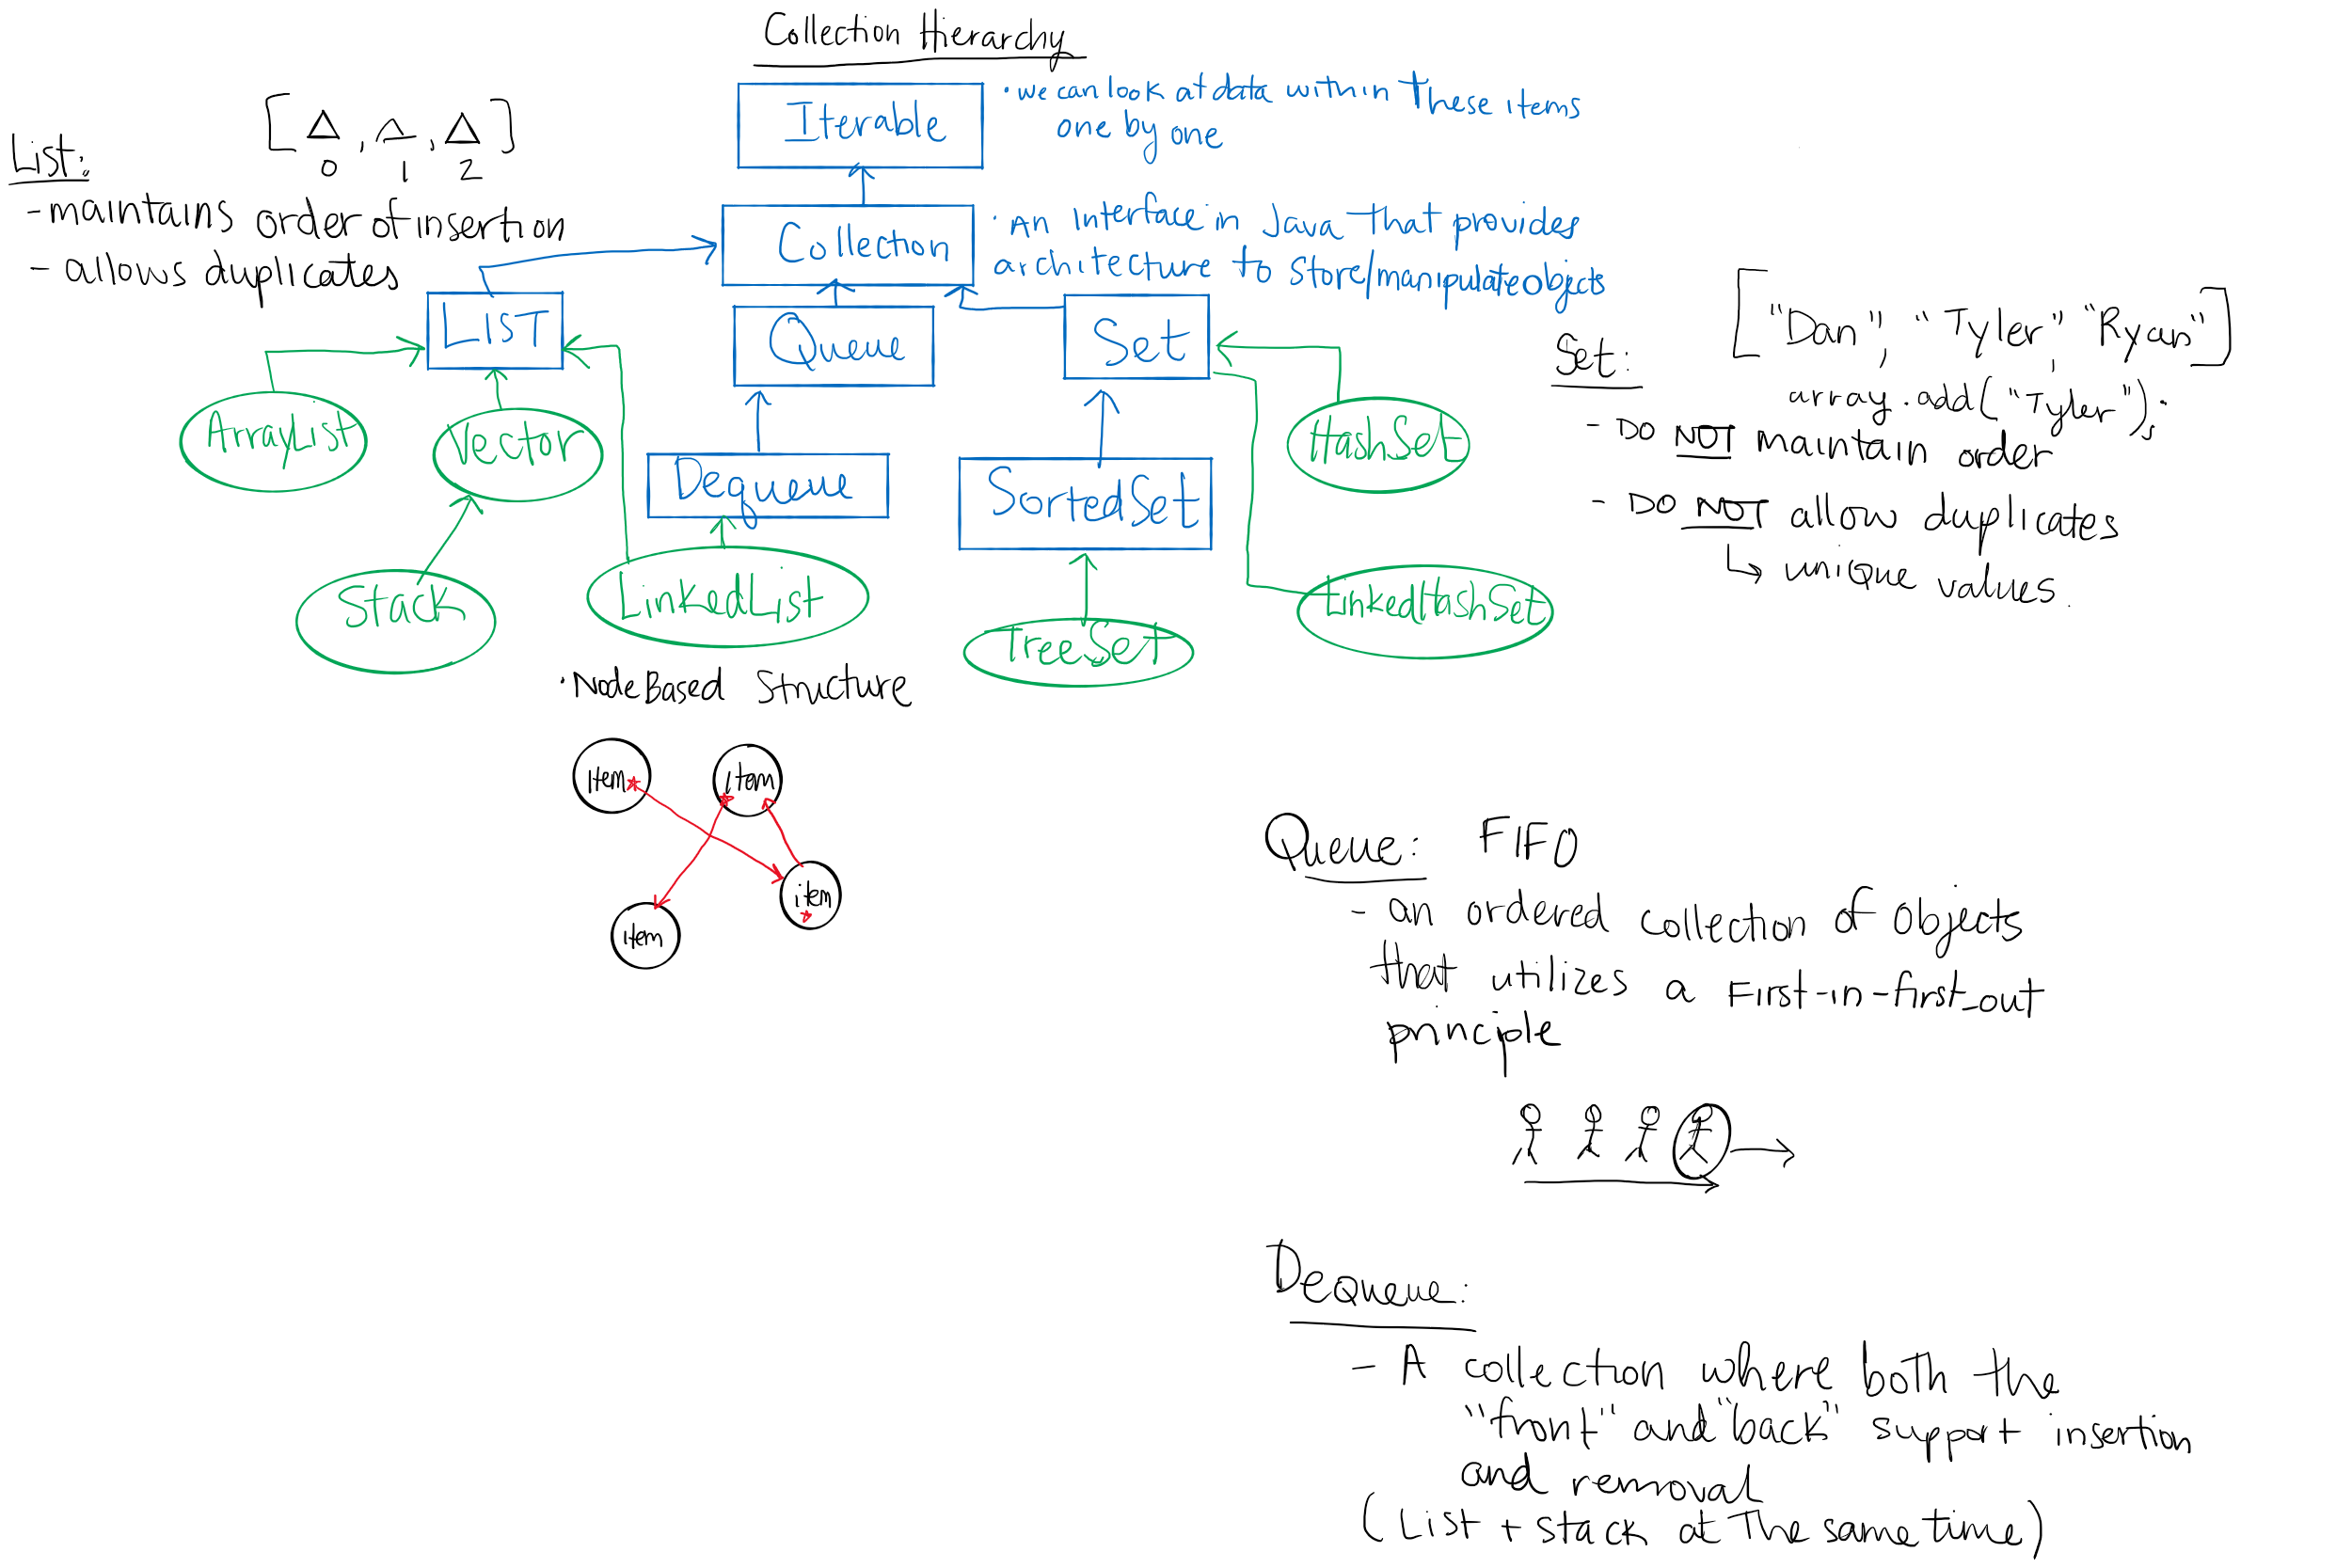 Collection Hierarchy
Iterable
• we can look at data within these items
one by one
[Δ, Δ, Δ]
0 1 2
List:
- maintains order of insertion
- allows duplicates
Collection
• An interface in Java that provides
architecture to store/manipulate objects
LIST
Queue
Set
ArrayList
Vector
Dequeue
SortedSet
HashSet
Stack
LinkedList
TreeSet
LinkedHashSet
• Node Based Structure
item
item
item
item
["Dan", "Tyler", "Ryan"]
array.add("Tyler");
Set:
- DO NOT maintain order
- DO NOT allow duplicates
↳ unique values.
Queue: FIFO
- an ordered collection of objects
that utilizes a First-in-first-out
principle
Dequeue:
- A collection where both the
"front" and "back" support insertion
and removal
(List + stack at the same time)